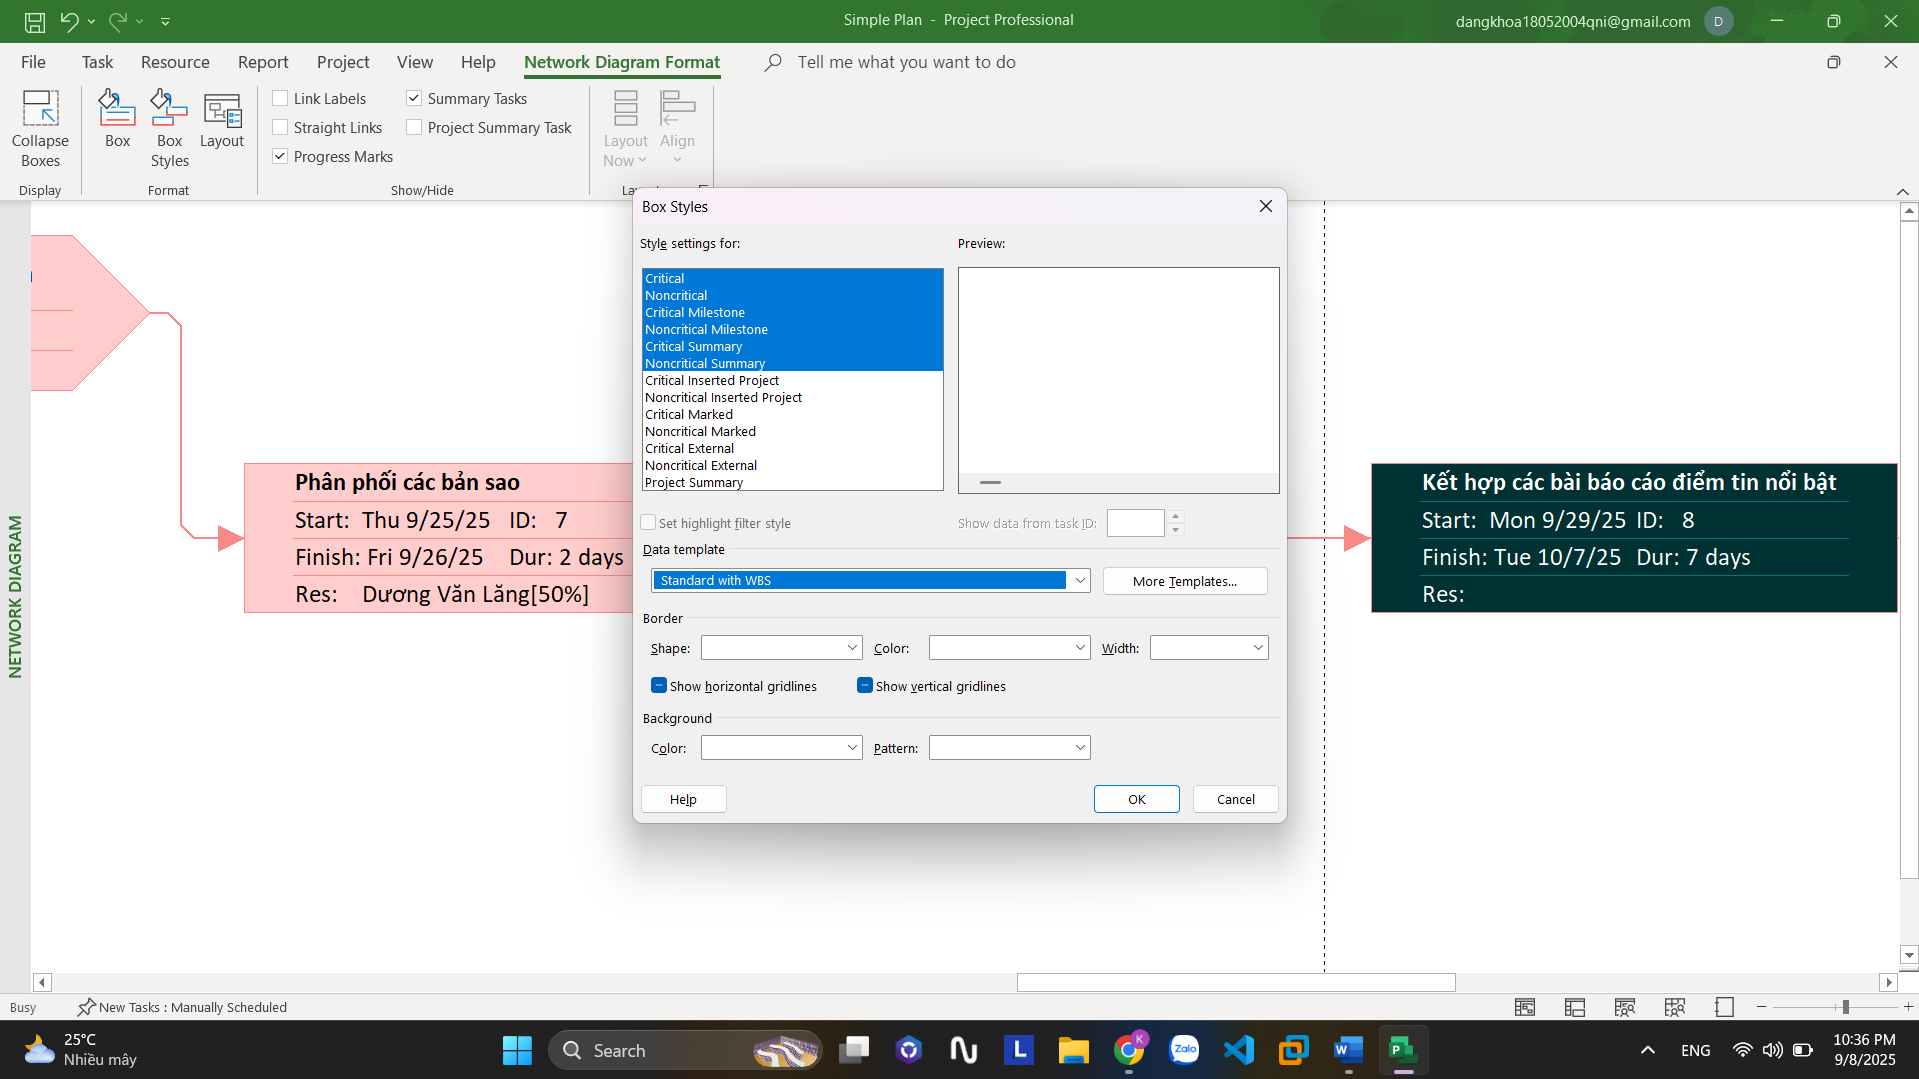 Simple Plan - Project Professional
dangkhoa18052004qni@gmail.com
D
File Task Resource Report Project View Help Network Diagram Format Tell me what you want to do
Collapse Boxes
Box
Box Styles
Layout
Link Labels
Straight Links
Progress Marks
Summary Tasks
Project Summary Task
Layout Now
Align
Display
Format
Show/Hide
NETWORK DIAGRAM
Phân phối các bản sao
Start: Thu 9/25/25 ID: 7
Finish: Fri 9/26/25 Dur: 2 days
Res: Dương Văn Lăng[50%]
Box Styles
Style settings for:
Preview:
Critical
Noncritical
Critical Milestone
Noncritical Milestone
Critical Summary
Noncritical Summary
Critical Inserted Project
Noncritical Inserted Project
Critical Marked
Noncritical Marked
Critical External
Noncritical External
Project Summary
Set highlight filter style
Show data from task ID:
Data template
Standard with WBS
More Templates...
Border
Shape:
Color:
Width:
Show horizontal gridlines
Show vertical gridlines
Background
Color:
Pattern:
Help
OK
Cancel
Kết hợp các bài báo cáo điểm tin nổi bật
Start: Mon 9/29/25 ID: 8
Finish: Tue 10/7/25 Dur: 7 days
Res:
Busy
New Tasks : Manually Scheduled
25°C
Nhiều mây
Search
L
K
Zalo
W
P
ENG
10:36 PM
9/8/2025